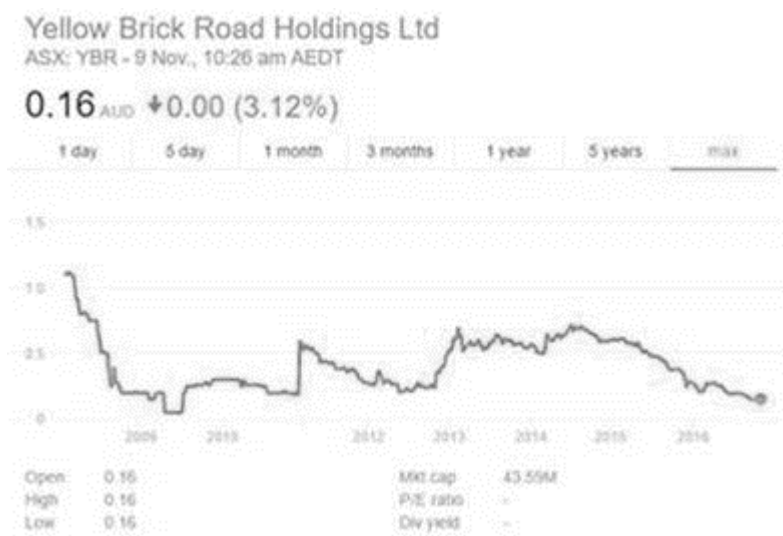 Yellow Brick Road Holdings Ltd
ASX: YBR - 9 Nov., 10:26 am AEDT
0.16 AUD ↓0.00 (3.12%)
1 day 5 day 1 month 3 months 1 year 5 years max
1.5
1.0
0
2009 2010 2012 2013 2014 2015 2016
Open 0.16 Mkt cap 43.59M
High 0.16 P/E ratio -
Low 0.16 Div yield -